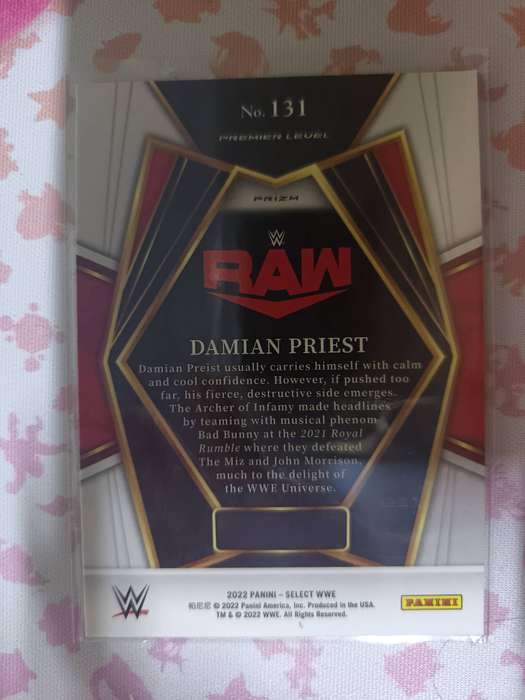 No. 131
PREMIER LEVEL
PRIZM
W
RAW
DAMIAN PRIEST
Damian Preist usually carries himself with calm
and cool confidence. However, if pushed too
far, his fierce, destructive side emerges.
The Archer of Infamy made headlines
by teaming with musical phenom
Bad Bunny at the 2021 Royal
Rumble where they defeated
The Miz and John Morrison,
much to the delight of
the WWE Universe.
W
2022 PANINI – SELECT WWE
帕尼尼 © 2022 Panini America, Inc. Produced in the USA.
TM & © 2022 WWE. All Rights Reserved.
PANINI